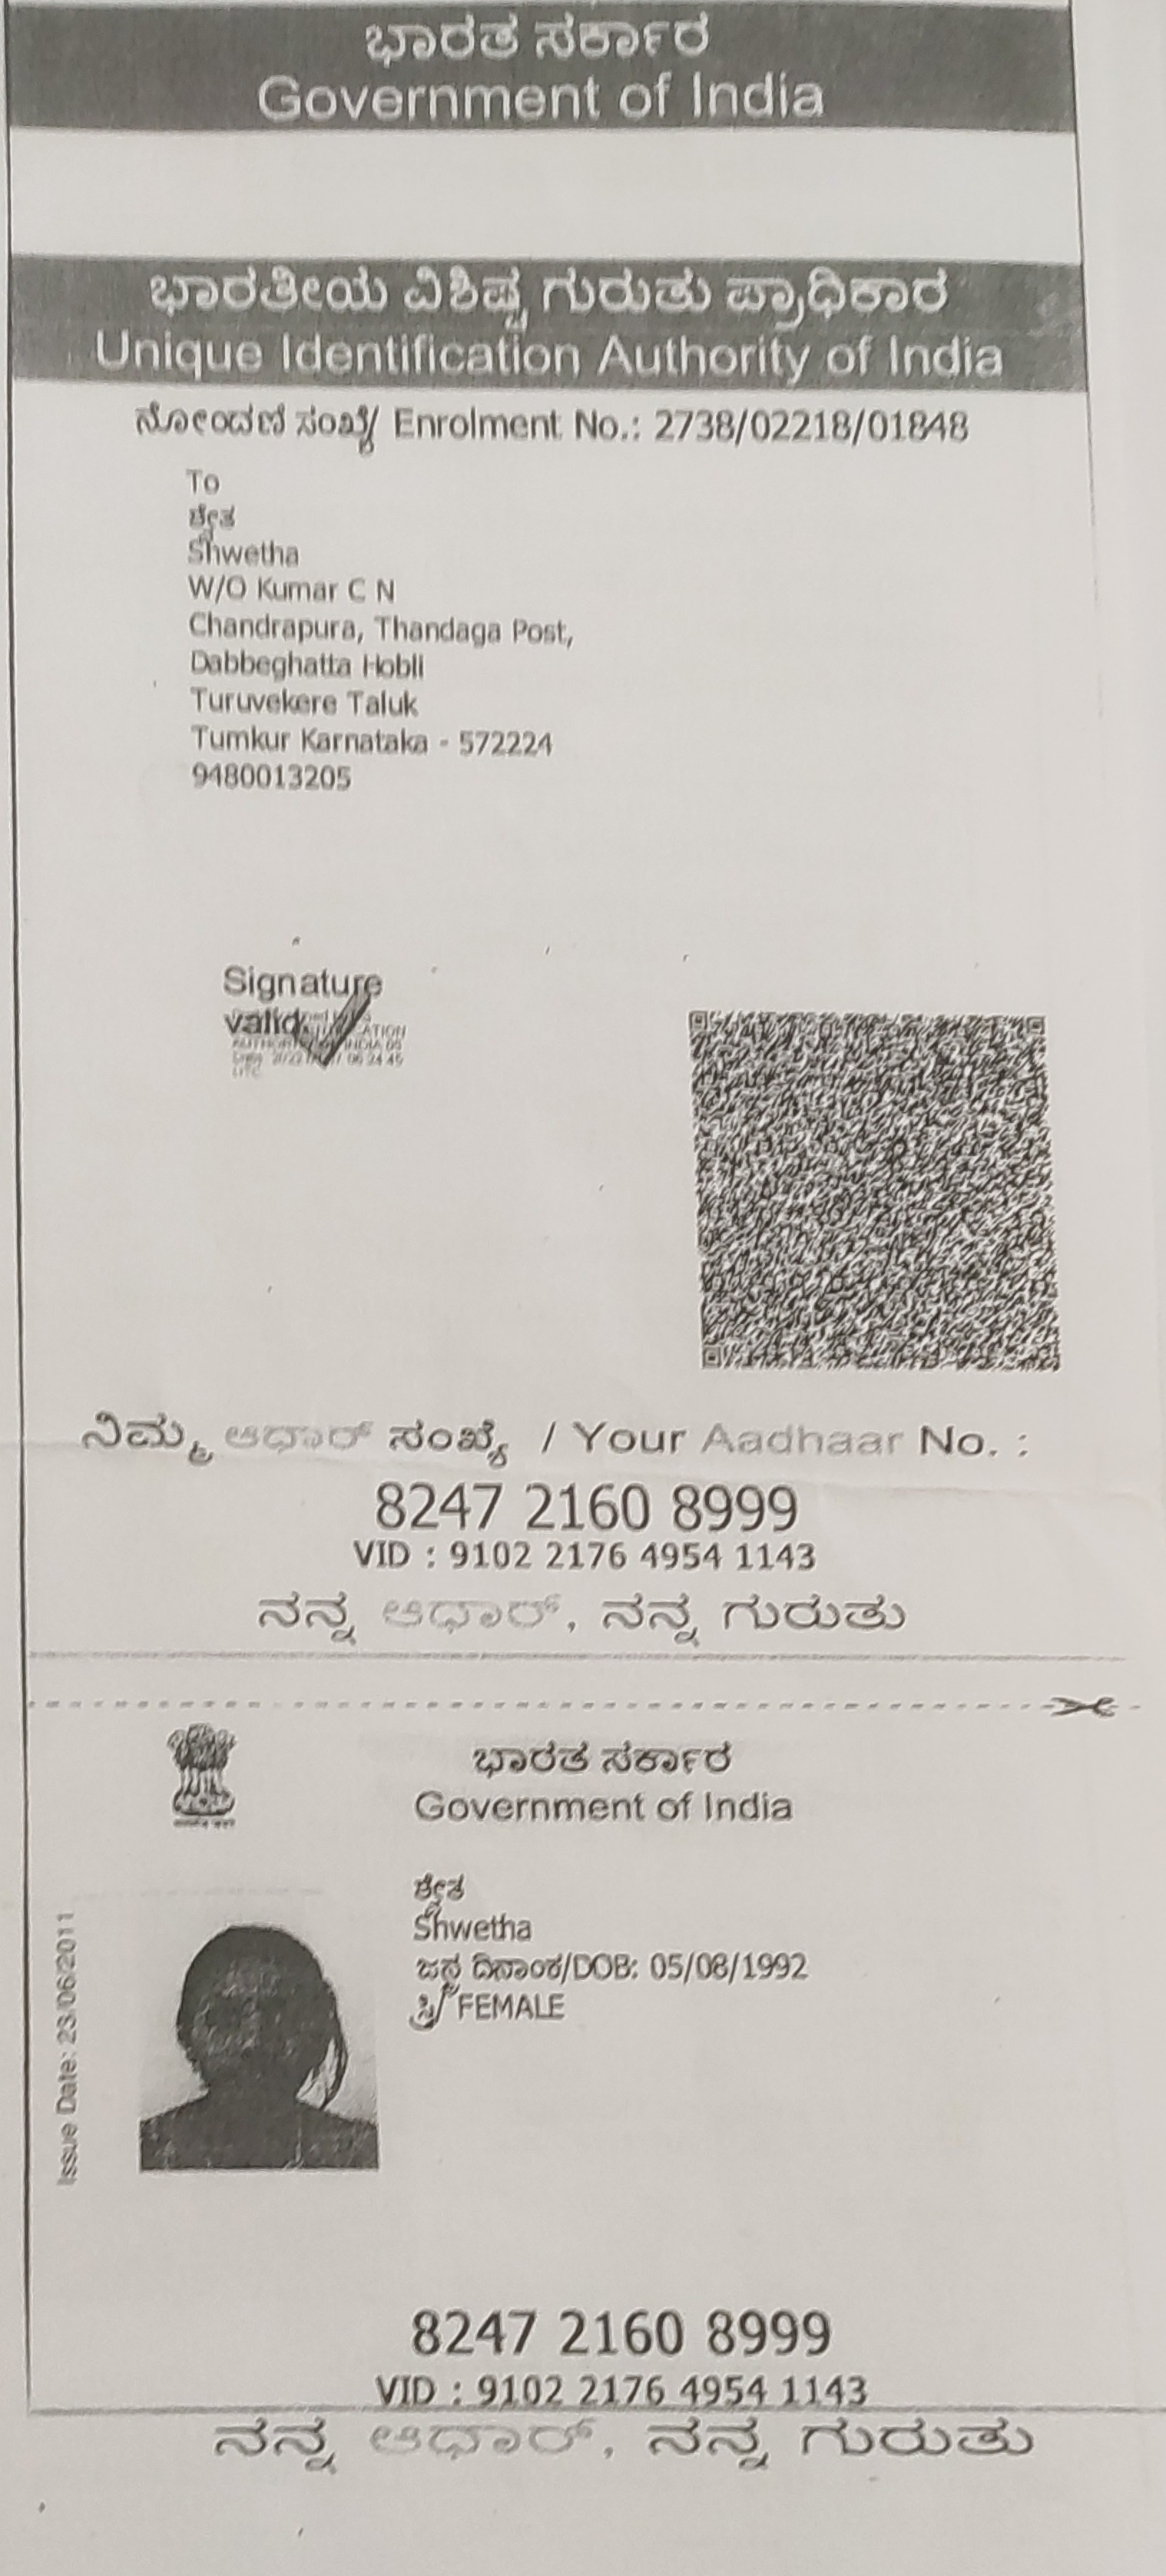 ಭಾರತ ಸರ್ಕಾರ
Government of India
ಭಾರತೀಯ ವಿಶಿಷ್ಟ ಗುರುತು ಪ್ರಾಧಿಕಾರ
Unique Identification Authority of India
ನೋಂದಣಿ ಸಂಖ್ಯೆ/ Enrolment No.: 2738/02218/01848
To
ಶ್ವೇತ
Shwetha
W/O Kumar C N
Chandrapura, Thandaga Post,
Dabbeghatta Hobli
Turuvekere Taluk
Tumkur Karnataka - 572224
9480013205
Signature
valid
ನಿಮ್ಮ ಆಧಾರ್ ಸಂಖ್ಯೆ / Your Aadhaar No. :
8247 2160 8999
VID : 9102 2176 4954 1143
ನನ್ನ ಆಧಾರ್, ನನ್ನ ಗುರುತು
ಭಾರತ ಸರ್ಕಾರ
Government of India
ಶ್ವೇತ
Shwetha
ಜನ್ಮ ದಿನಾಂಕ/DOB: 05/08/1992
ಸ್ತ್ರೀ/ FEMALE
Issue Date: 23/06/2011
8247 2160 8999
VID : 9102 2176 4954 1143
ನನ್ನ ಆಧಾರ್, ನನ್ನ ಗುರುತು